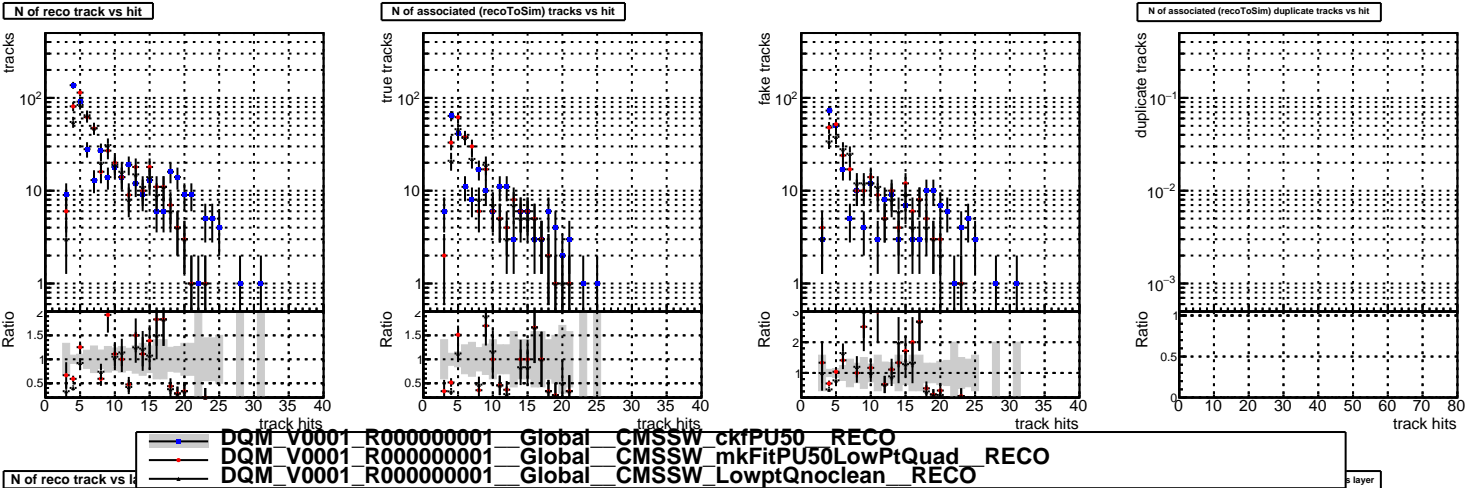 N of reco track vs hit
N of associated (recoToSim) tracks vs hit
N of associated (recoToSim) duplicate tracks vs hit
tracks
10²
10
1
Ratio
2
1.5
1
0.5
0 5 10 15 20 25 30 35 40
track hits
true tracks
10²
10
1
Ratio
2
1.5
1
0.5
0 5 10 15 20 25 30 35 40
track hits
fake tracks
10²
10
1
Ratio
3
2
1
0 5 10 15 20 25 30 35 40
track hits
duplicate tracks
10⁻¹
10⁻²
10⁻³
Ratio
1
0.5
0
0 10 20 30 40 50 60 70 80
track hits
DQM_V0001_R000000001__Global__CMSSW_ckfPU50__RECO
DQM_V0001_R000000001__Global__CMSSW_mkFitPU50LowPtQuad__RECO
DQM_V0001_R000000001__Global__CMSSW_LowptQnoclean__RECO
N of reco track vs
layer